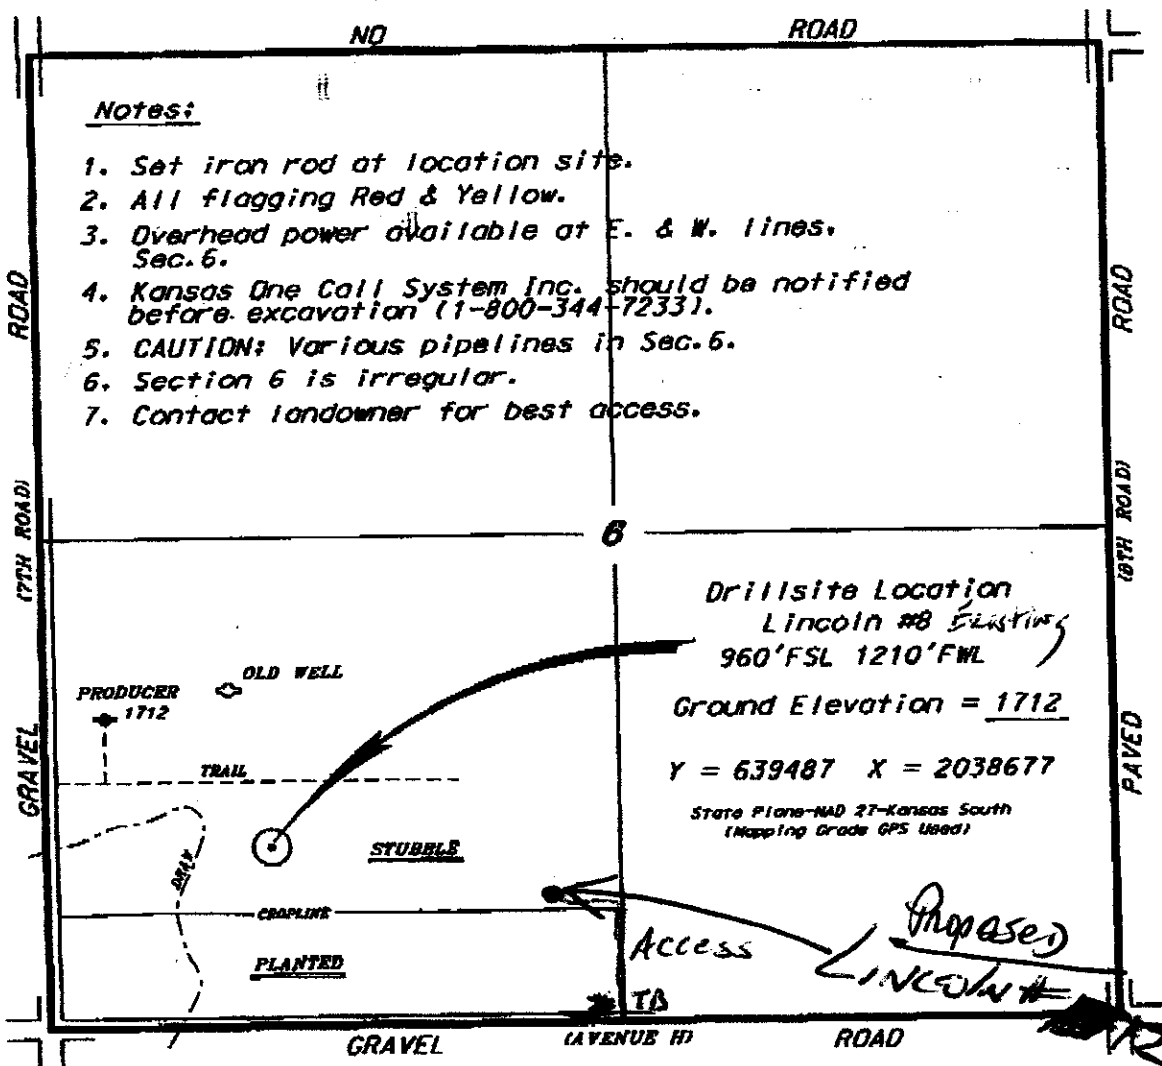 NO ROAD
Notes:
1. Set iron rod at location site.
2. All flagging Red & Yellow.
3. Overhead power available at E. & W. lines,
Sec.6.
4. Kansas One Call System Inc. should be notified
before excavation (1-800-344-7233).
5. CAUTION: Various pipelines in Sec.6.
6. Section 6 is irregular.
7. Contact landowner for best access.
ROAD
ROAD
(7TH ROAD)
(8TH ROAD)
6
Drillsite Location
Lincoln #8 Existing
960'FSL 1210'FWL
Ground Elevation = 1712
Y = 639487 X = 2038677
State Plane-NAD 27-Kansas South
(Mapping Grade GPS Used)
OLD WELL
PRODUCER
1712
GRAVEL
PAVED
TRAIL
STUBBLE
DRAW
CROPLINE
PLANTED
Access
Proposed
LINCOLN #
TB
12
GRAVEL (AVENUE H) ROAD